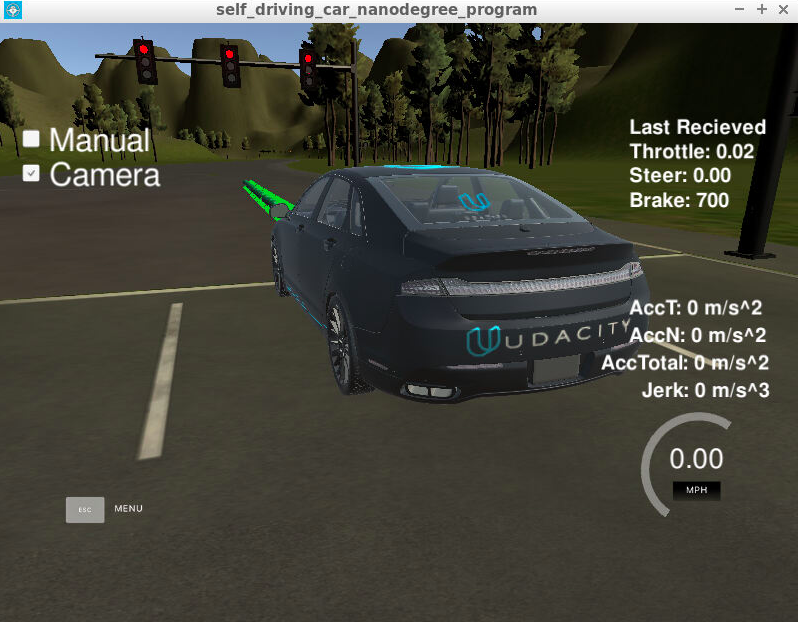 self_driving_car_nanodegree_program
Manual
Camera
Last Recieved
Throttle: 0.02
Steer: 0.00
Brake: 700
UDACITY
AccT: 0 m/s^2
AccN: 0 m/s^2
AccTotal: 0 m/s^2
Jerk: 0 m/s^3
0.00
MPH
ESC
MENU